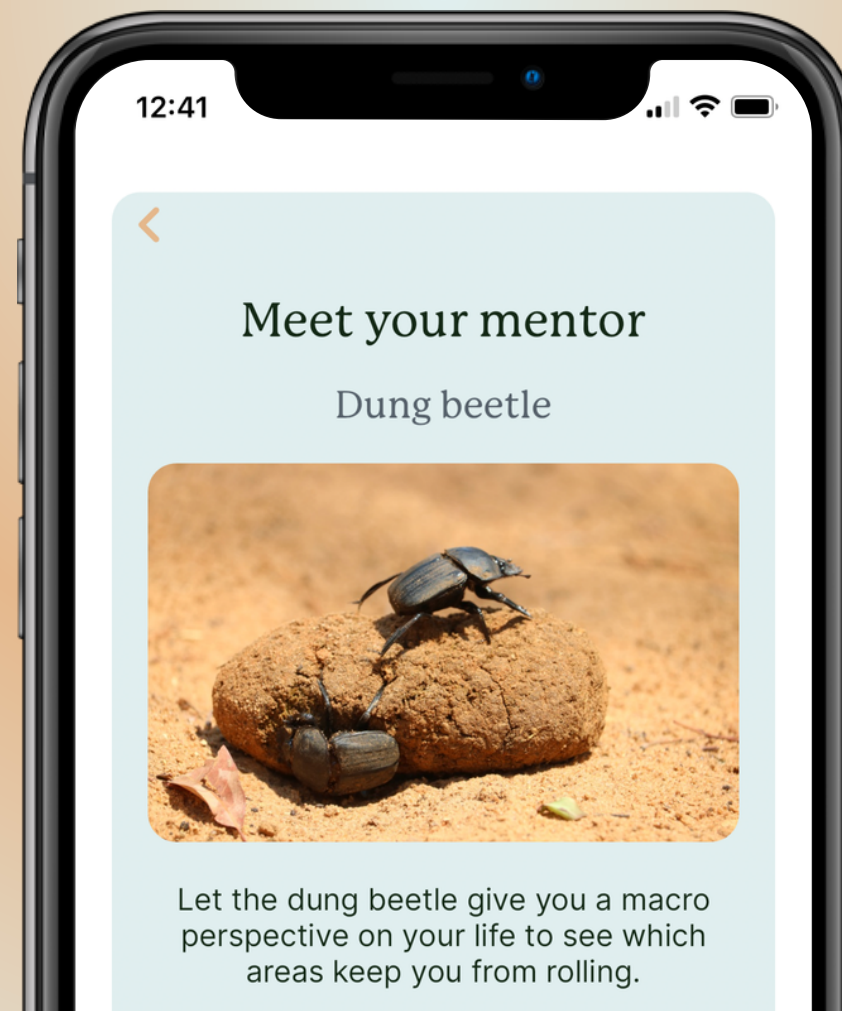 12:41
Meet your mentor
Dung beetle
Let the dung beetle give you a macro
perspective on your life to see which
areas keep you from rolling.